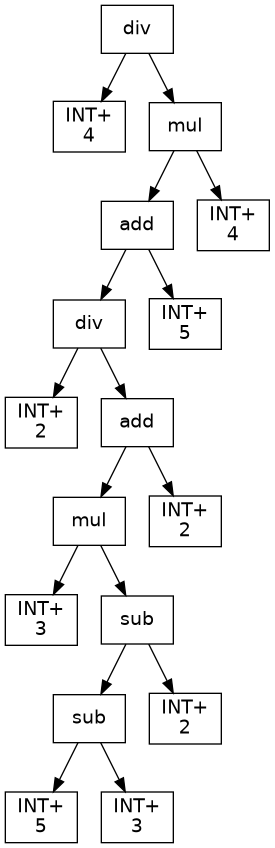 div
INT+
4
mul
add
INT+
4
div
INT+
5
INT+
2
add
mul
INT+
2
INT+
3
sub
sub
INT+
2
INT+
5
INT+
3